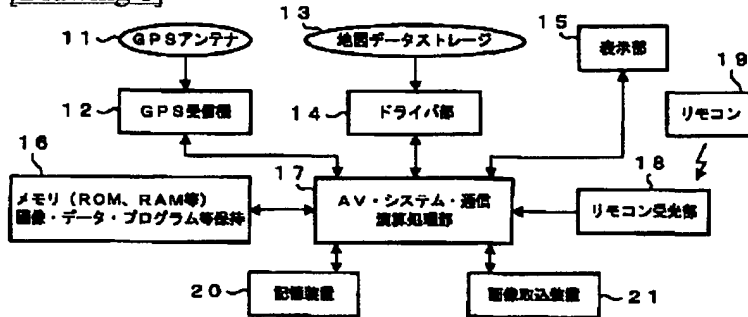 11
GPSアンテナ
13
地図データストレージ
15
表示部
19
12
GPS受信機
14
ドライバ部
リモコン
16
17
18
メモリ（ROM、RAM等）
画像・データ・プログラム等保持
AV・システム・通信
演算処理部
リモコン受光部
20
記憶装置
画像取込装置
21